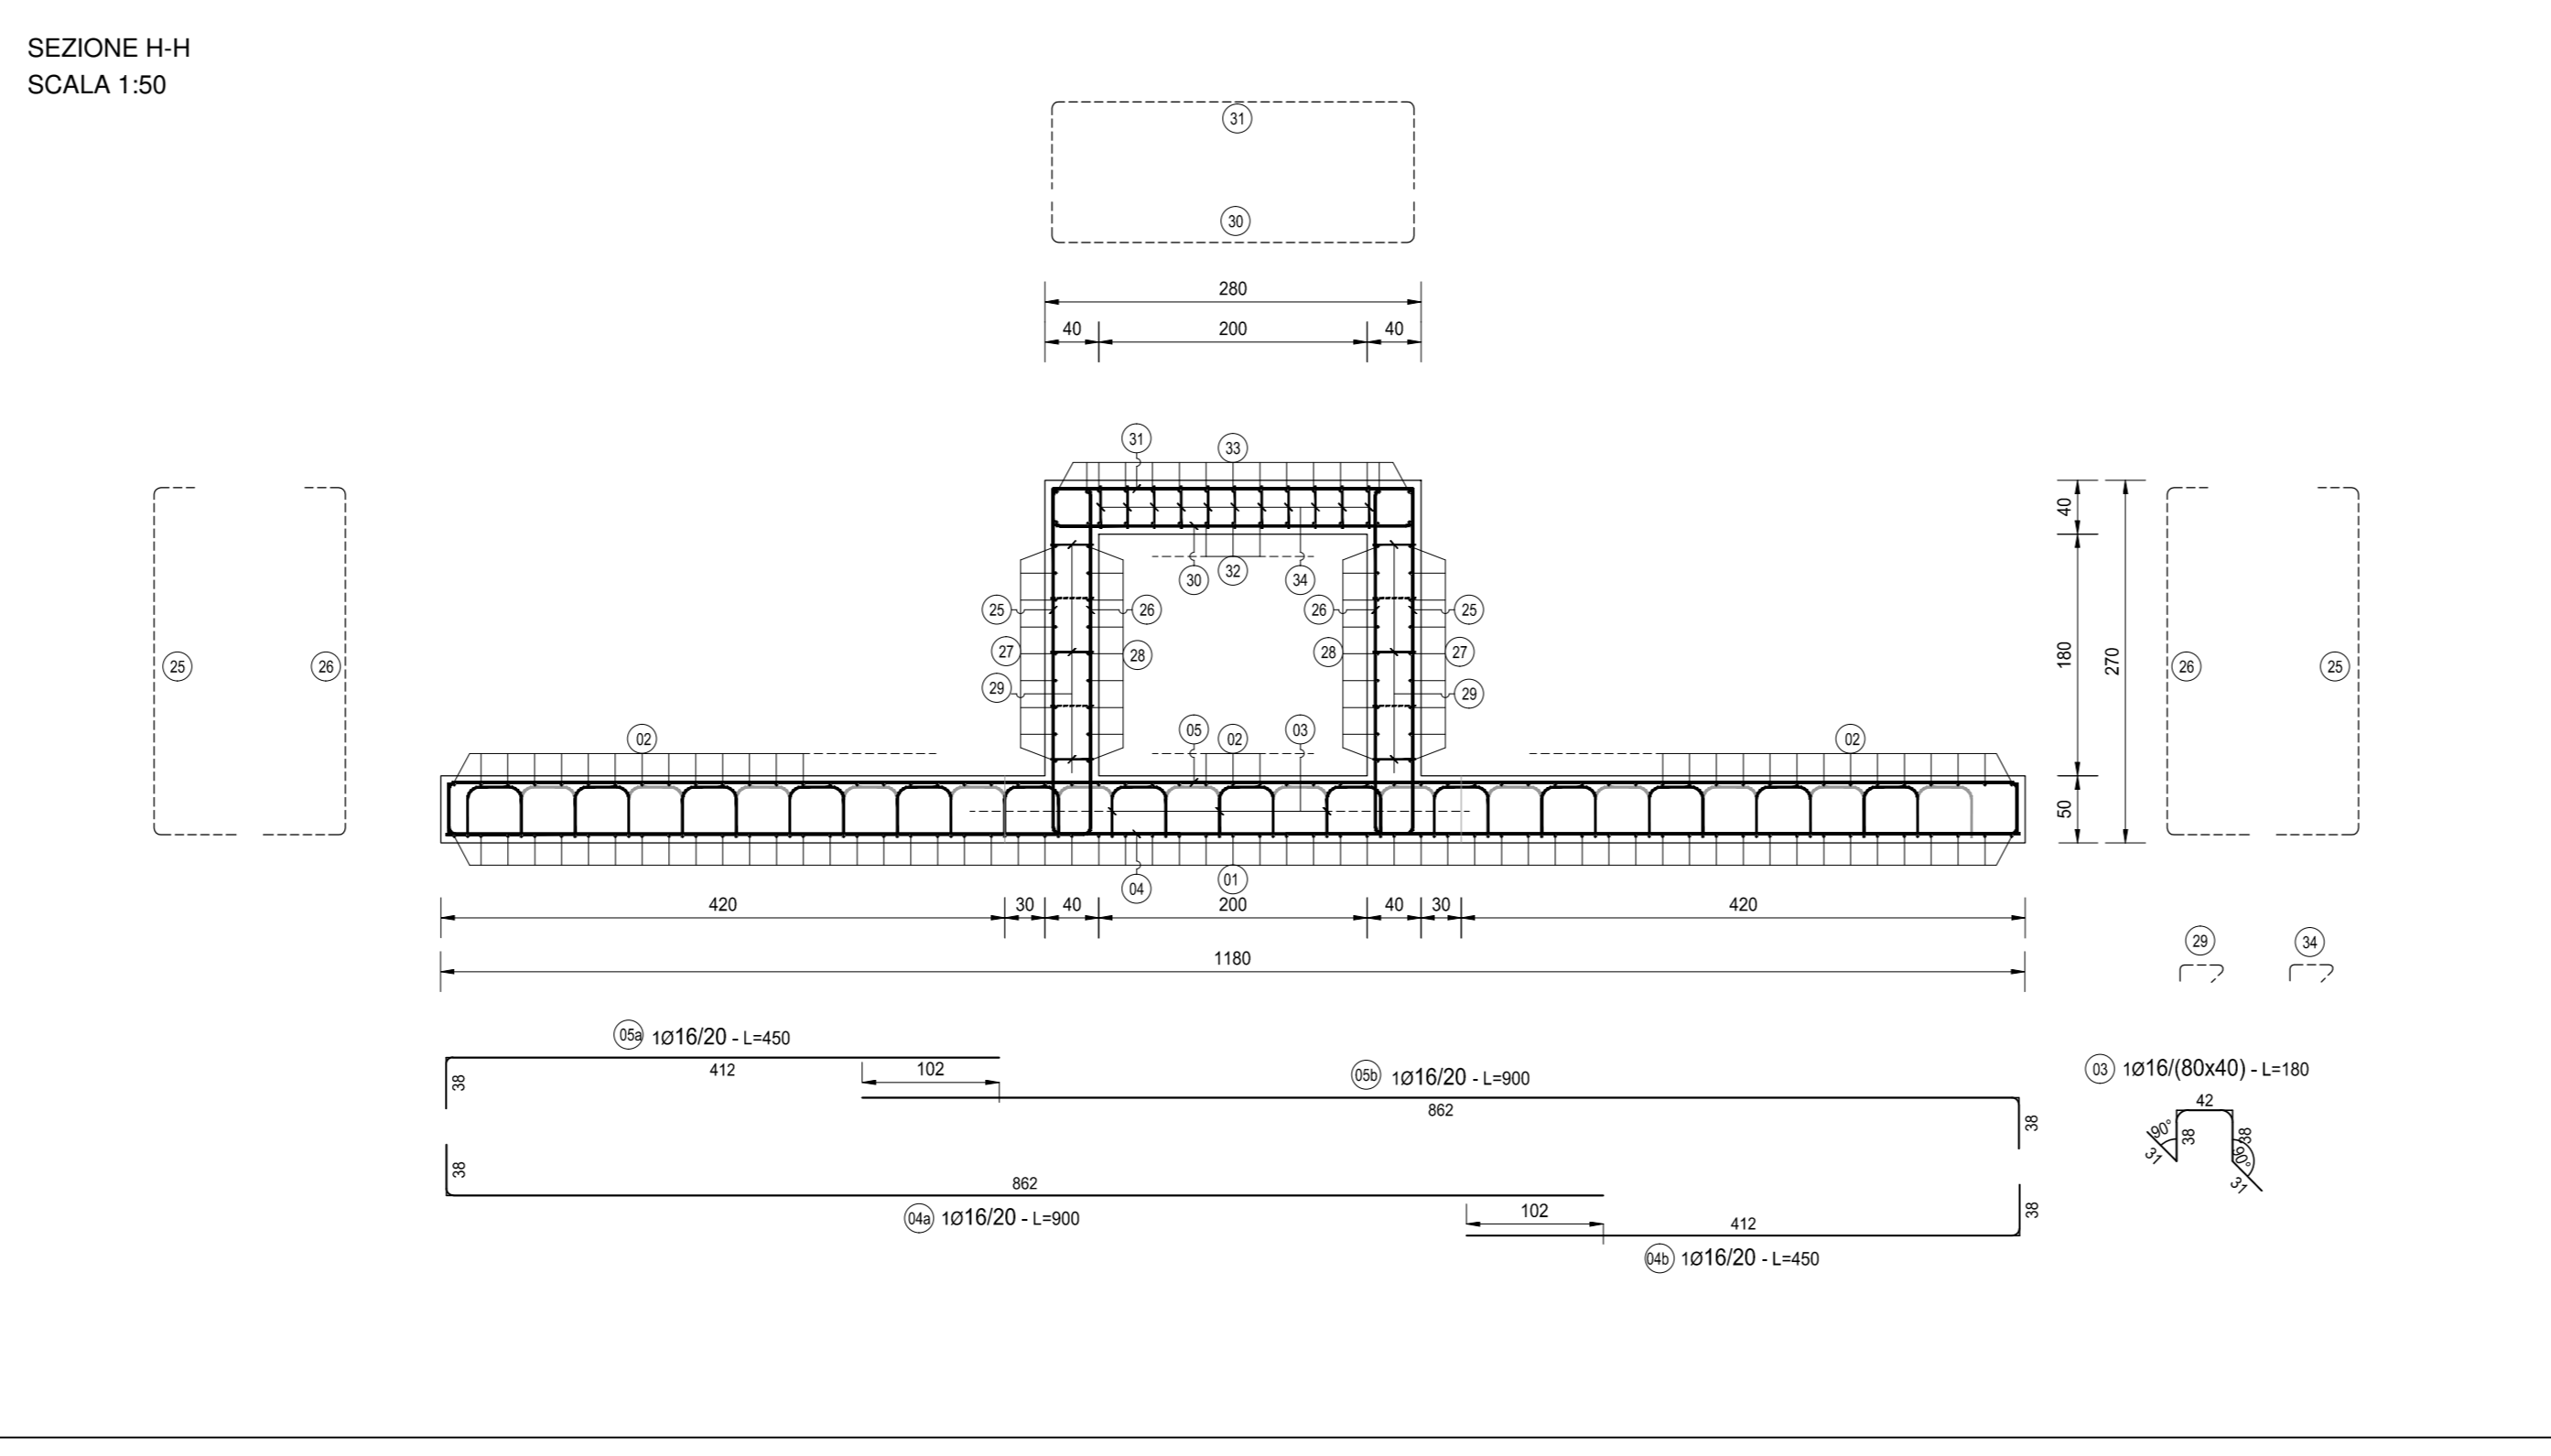 SEZIONE H-H
SCALA 1:50
31
30
280
40 200 40
31 33
30 32 34
25 26 26 25
27 28 28 27
29 29
25 26
26 25
40
180
270
50
02 05 02 03 02
04 01
420 30 40 200 40 30 420
1180
29 34
05a 1Ø16/20 - L=450
412
102
38
05b 1Ø16/20 - L=900
862
38
03 1Ø16/(80x40) - L=180
42
90° 38 38 90°
31 31
38
862
04a 1Ø16/20 - L=900
102
412
38
04b 1Ø16/20 - L=450